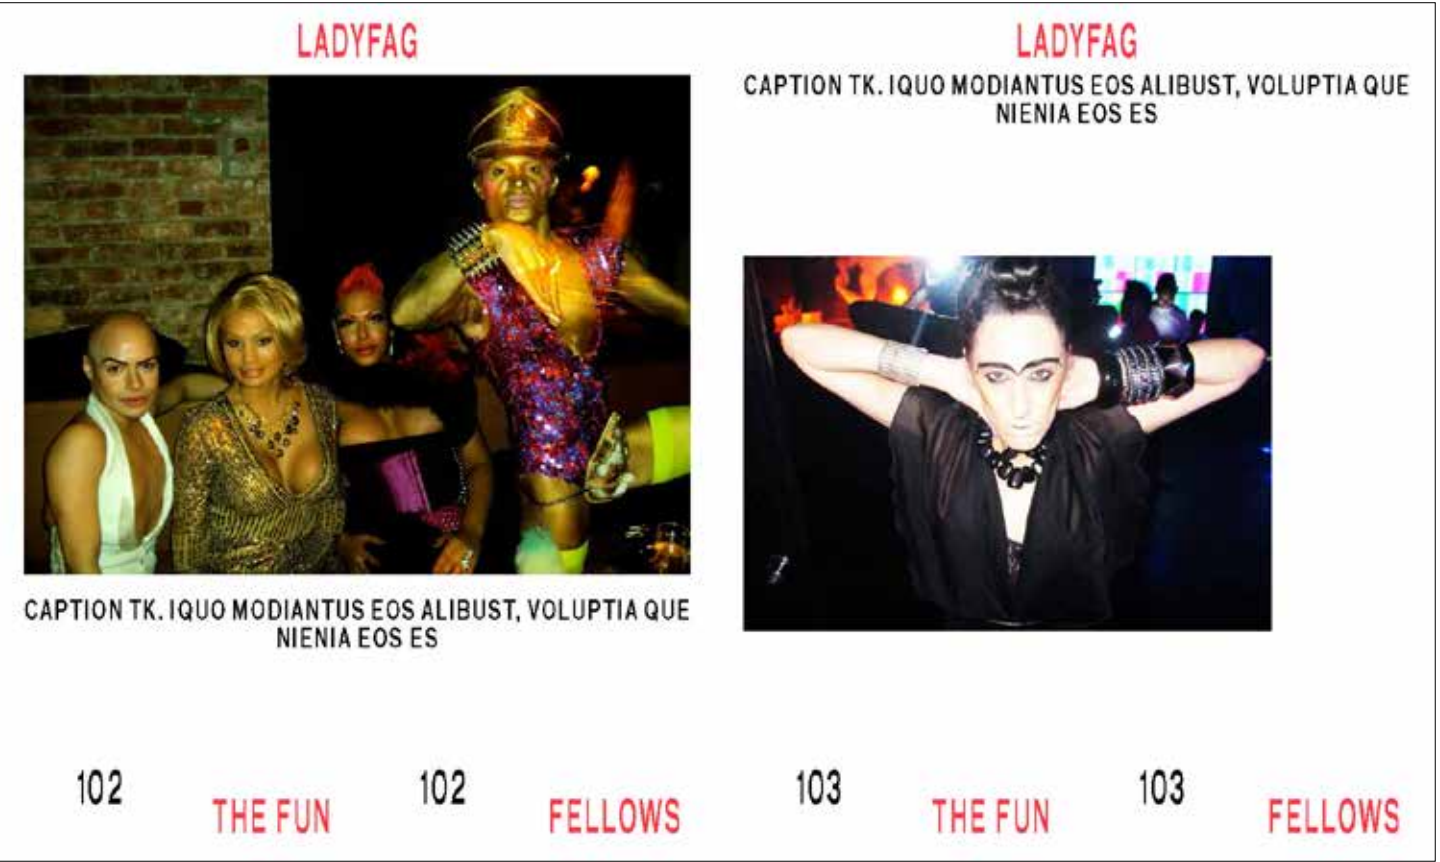 LADYFAG
CAPTION TK. IQUO MODIANTUS EOS ALIBUST, VOLUPTIA QUE
NIENIA EOS ES
102
THE FUN
102
FELLOWS
LADYFAG
CAPTION TK. IQUO MODIANTUS EOS ALIBUST, VOLUPTIA QUE
NIENIA EOS ES
103
THE FUN
103
FELLOWS